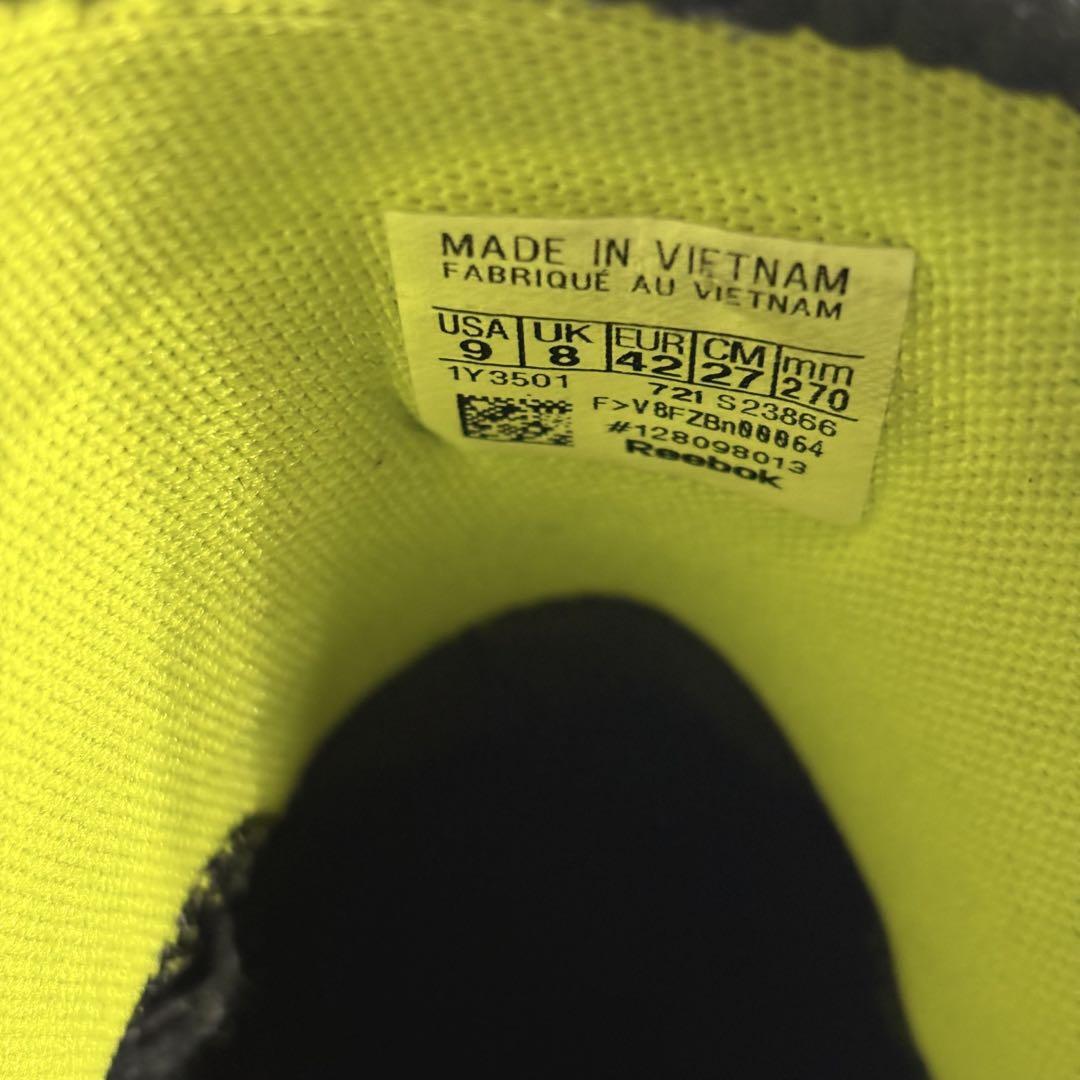 MADE IN VIETNAM
FABRIQUÉ AU VIETNAM
USA UK EUR CM mm
9 8 42 27 270
1Y3501 721 S23866
F>V8FZBn00064
#128098013
Reebok